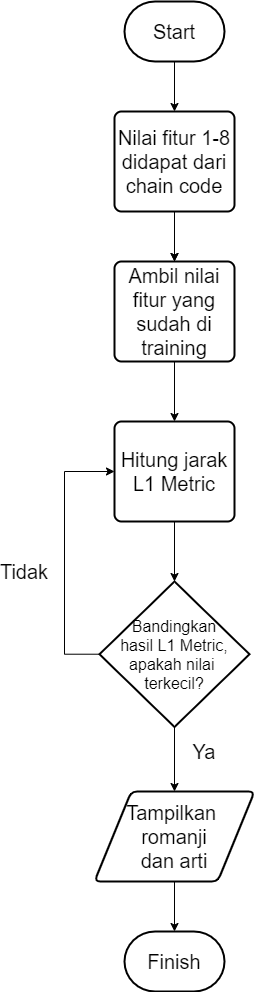 Start
Nilai fitur 1-8
didapat dari
chain code
Ambil nilai
fitur yang
sudah di
training
Hitung jarak
L1 Metric
Tidak
Bandingkan
hasil L1 Metric,
apakah nilai
terkecil?
Ya
Tampilkan
romanji
dan arti
Finish